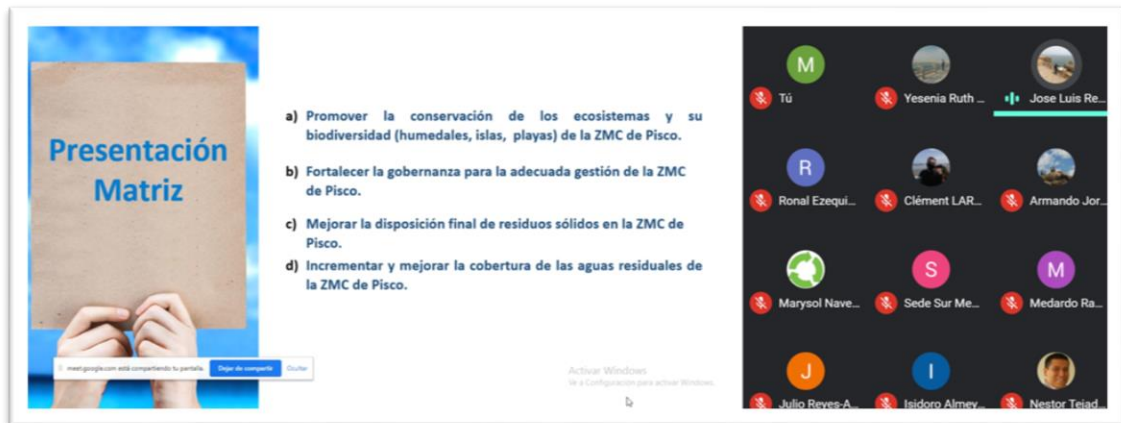 Presentación
Matriz
a) Promover la conservación de los ecosistemas y su
biodiversidad (humedales, islas, playas) de la ZMC de Pisco.
b) Fortalecer la gobernanza para la adecuada gestión de la ZMC
de Pisco.
c) Mejorar la disposición final de residuos sólidos en la ZMC de
Pisco.
d) Incrementar y mejorar la cobertura de las aguas residuales de
la ZMC de Pisco.
meet.google.com está compartiendo tu pantalla. Dejar de compartir Ocultar
Activar Windows
Ve a Configuración para activar Windows.
M
Tú
Yesenia Ruth ...
Jose Luis Re...
R
Ronal Ezequi...
Clément LAR...
Armando Jor...
Marysol Nave...
S
Sede Sur Me...
M
Medardo Ra...
J
Julio Reyes-A...
I
Isidoro Almey...
Nestor Tejad...